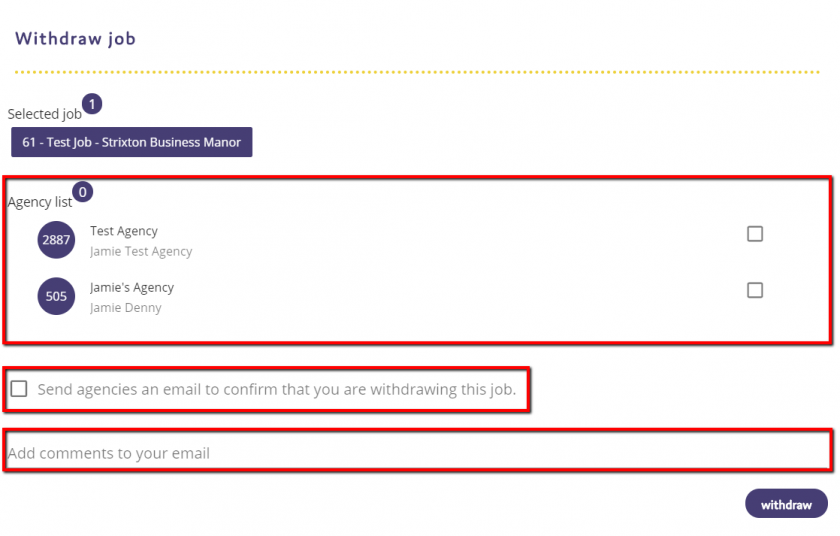 Withdraw job
Selected job 1
61 - Test Job - Strixton Business Manor
Agency list 0
2887 Test Agency
Jamie Test Agency
505 Jamie's Agency
Jamie Denny
Send agencies an email to confirm that you are withdrawing this job.
Add comments to your email
withdraw